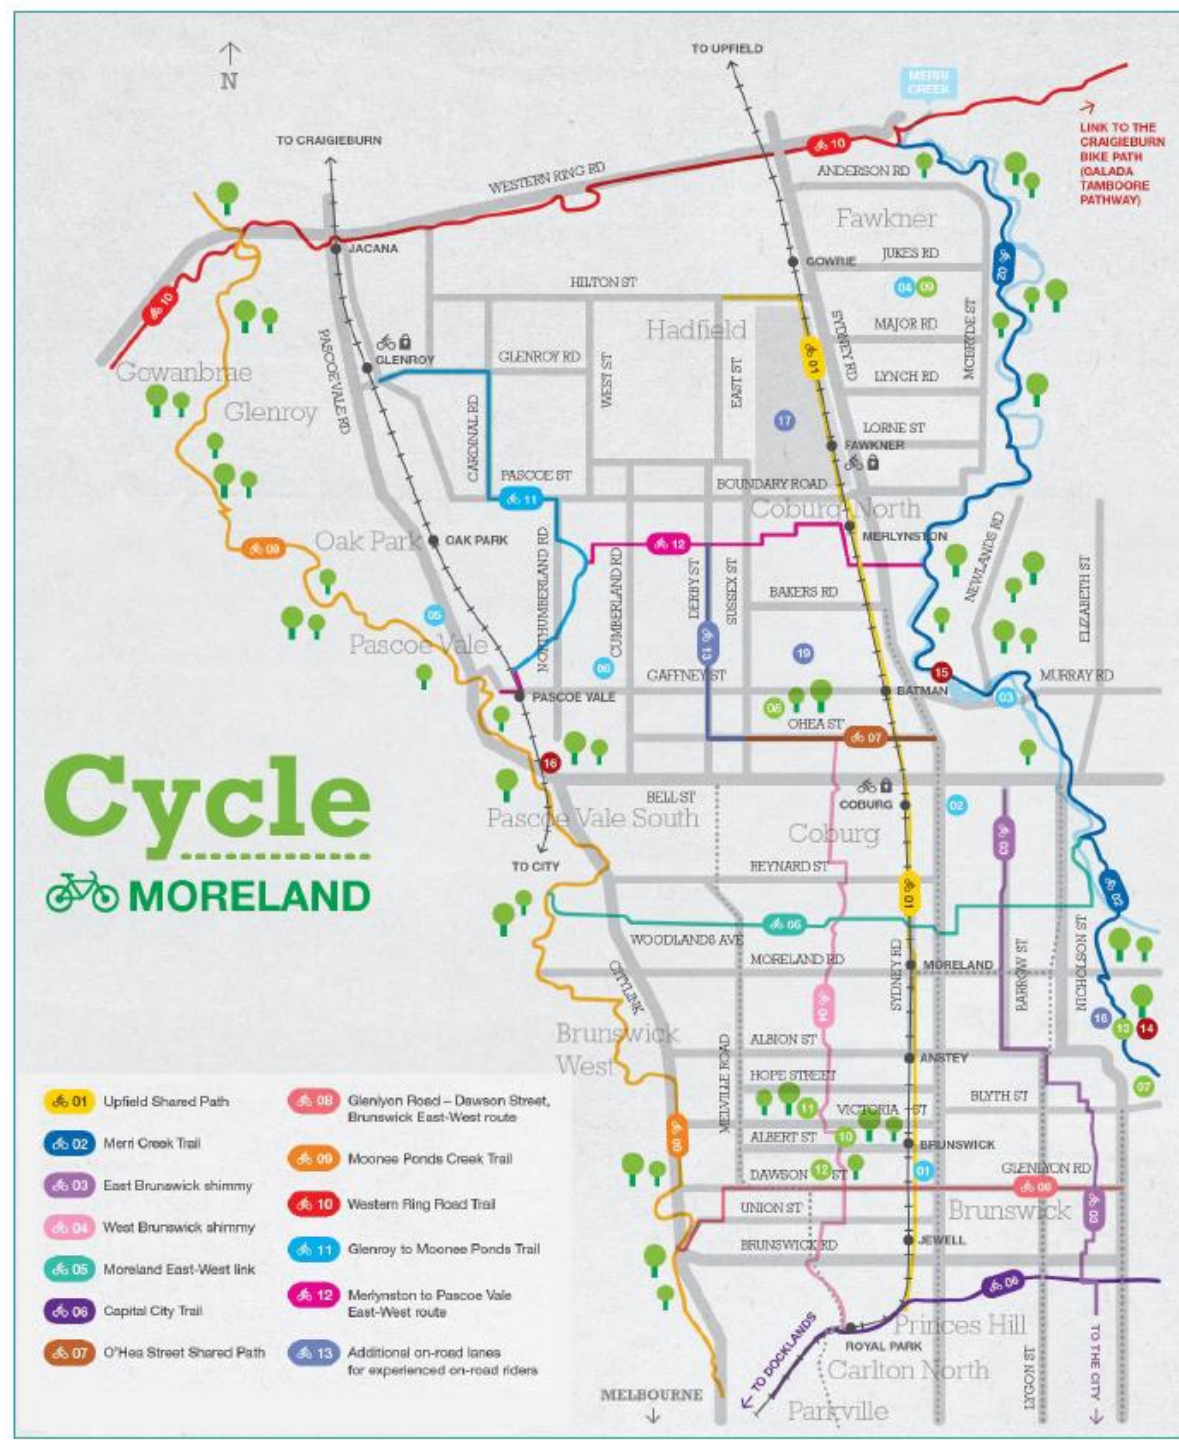 N
TO CRAIGIEBURN
TO UPFIELD
MERRI
CREEK
LINK TO THE
CRAIGIEBURN
BIKE PATH
(GALADA
TAMBOORE
PATHWAY)
WESTERN RING RD
10
ANDERSON RD
Fawkner
JACANA
GOWRIE
JUKES RD
02
10
HILTON ST
04
09
Hadfield
SYDNEY RD
MAJOR RD
MCBRYDE ST
PASCOEVALE RD
GLENROY
GLENROY RD
WEST ST
EAST ST
01
LYNCH RD
Gowanbrae
Glenroy
CARDINAL RD
17
LORNE ST
FAWKNER
PASCOE ST
BOUNDARY ROAD
11
Coburg North
Oak Park
OAK PARK
09
12
MERLYNSTON
NORTHUMBERLAND RD
CUMBERLAND RD
DERBY ST
SUSSEX ST
BAKERS RD
NEWLANDS RD
ELIZABETH ST
05
Pascoe Vale
13
19
06
GAFFNEY ST
15
MURRAY RD
PASCOE VALE
BATMAN
03
OHEA ST
07
16
Cycle
MORELAND
BELL ST
Pascoe Vale South
COBURG
02
Coburg
03
TO CITY
REYNARD ST
01
02
WOODLANDS AVE
MORELAND RD
SYDNEY RD
MORELAND
BARROW ST
NICHOLSON ST
CITYLINK
04
13
14
Brunswick
West
ALBION ST
ANSTEY
MELVILLE ROAD
HOPE STREET
BLYTH ST
07
11
VICTORIA ST
ALBERT ST
10
BRUNSWICK
09
DAWSON ST
12
01
GLENLYON RD
08
UNION ST
Brunswick
03
BRUNSWICK RD
JEWELL
06
Princes Hill
ROYAL PARK
TO DOCKLANDS
Carlton North
LYGON ST
TO THE CITY
Parkville
MELBOURNE
01 Upfield Shared Path
02 Merri Creek Trail
03 East Brunswick shimmy
04 West Brunswick shimmy
05 Moreland East-West link
06 Capital City Trail
07 O'Hea Street Shared Path
08 Glenlyon Road – Dawson Street,
Brunswick East-West route
09 Moonee Ponds Creek Trail
10 Western Ring Road Trail
11 Glenroy to Moonee Ponds Trail
12 Merlynston to Pascoe Vale
East-West route
13 Additional on-road lanes
for experienced on-road riders